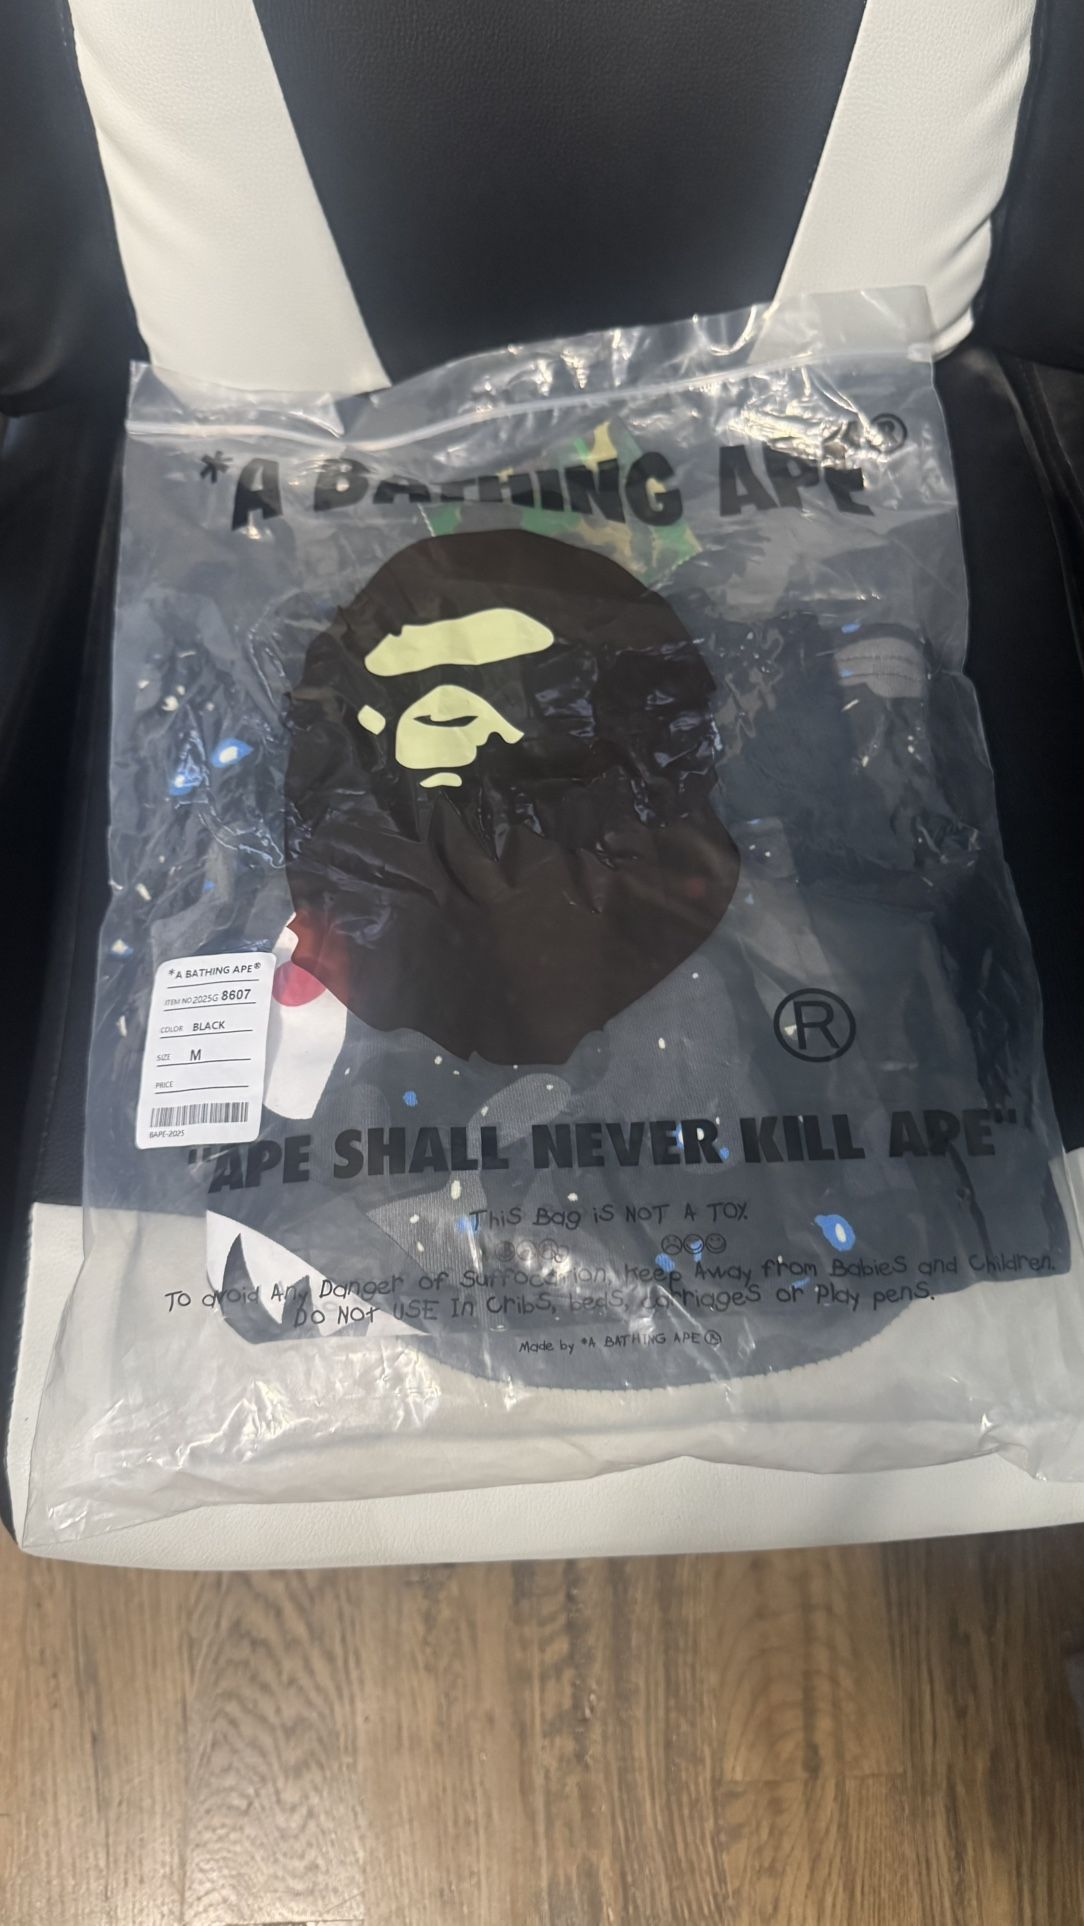 *A BATHING APE®
*A BATHING APE®
ITEM NO 2025G 8607
COLOR BLACK
SIZE M
PRICE
BAPE-2025
®
"APE SHALL NEVER KILL APE"
THiS Bag iS NOT A TOY.
To avoid Any Danger of Suffocation, Keep Away from BabieS and Children.
DO NOt USE In CribS, bedS, carriageS or Play penS.
Made by *A BATHING APE®